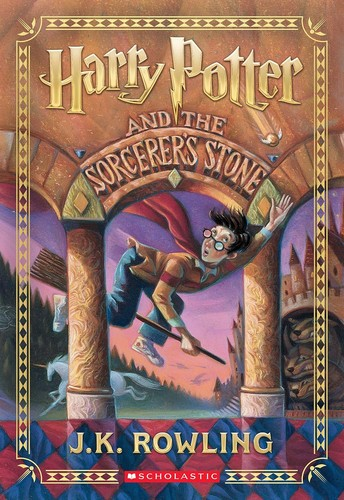 Harry Potter
AND THE
SORCERER'S STONE
J.K. ROWLING
SCHOLASTIC